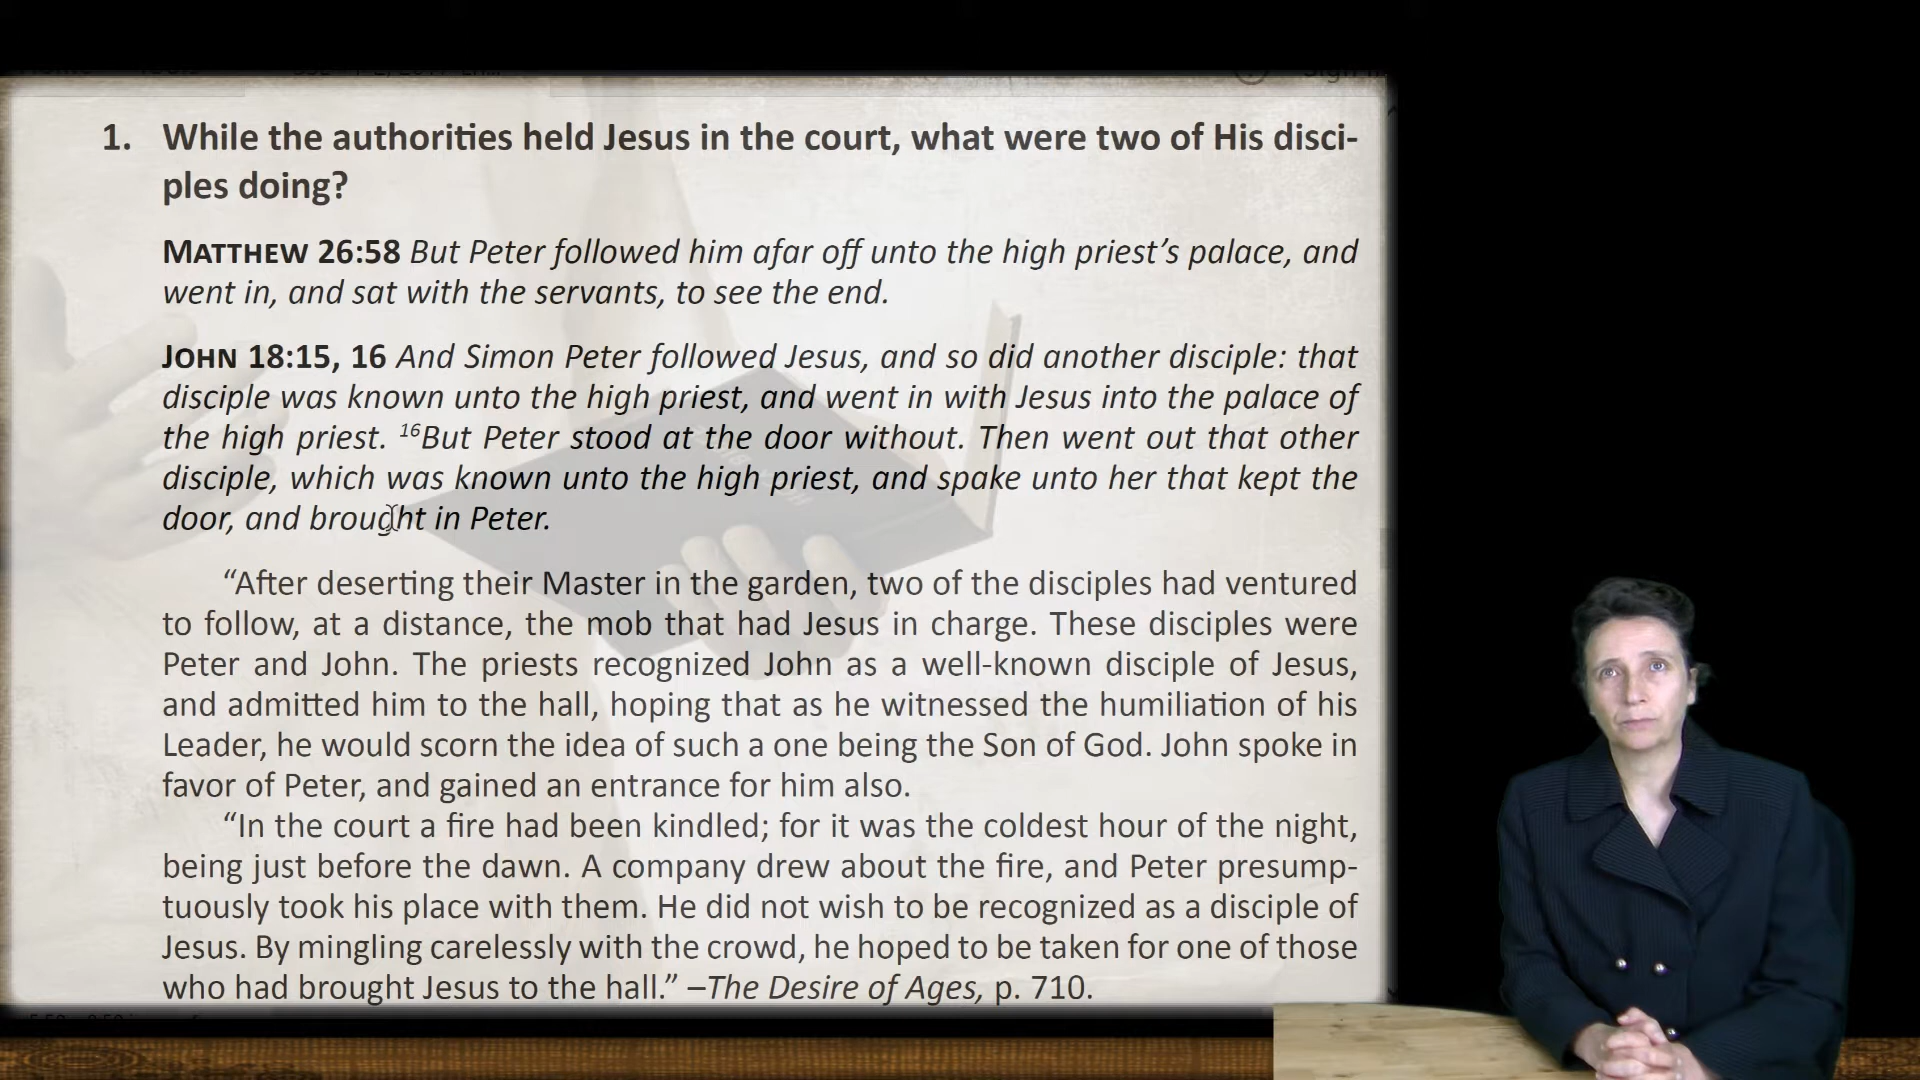 1. While the authorities held Jesus in the court, what were two of His disci-
ples doing?
MATTHEW 26:58 But Peter followed him afar off unto the high priest’s palace, and
went in, and sat with the servants, to see the end.
JOHN 18:15, 16 And Simon Peter followed Jesus, and so did another disciple: that
disciple was known unto the high priest, and went in with Jesus into the palace of
the high priest. 16But Peter stood at the door without. Then went out that other
disciple, which was known unto the high priest, and spake unto her that kept the
door, and brought in Peter.
“After deserting their Master in the garden, two of the disciples had ventured
to follow, at a distance, the mob that had Jesus in charge. These disciples were
Peter and John. The priests recognized John as a well-known disciple of Jesus,
and admitted him to the hall, hoping that as he witnessed the humiliation of his
Leader, he would scorn the idea of such a one being the Son of God. John spoke in
favor of Peter, and gained an entrance for him also.
“In the court a fire had been kindled; for it was the coldest hour of the night,
being just before the dawn. A company drew about the fire, and Peter presump-
tuously took his place with them. He did not wish to be recognized as a disciple of
Jesus. By mingling carelessly with the crowd, he hoped to be taken for one of those
who had brought Jesus to the hall.” –The Desire of Ages, p. 710.